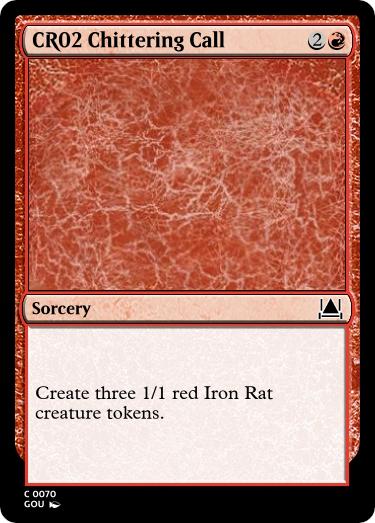 CR02 Chittering Call 2
Sorcery
Create three 1/1 red Iron Rat
creature tokens.
C 0070
GOU